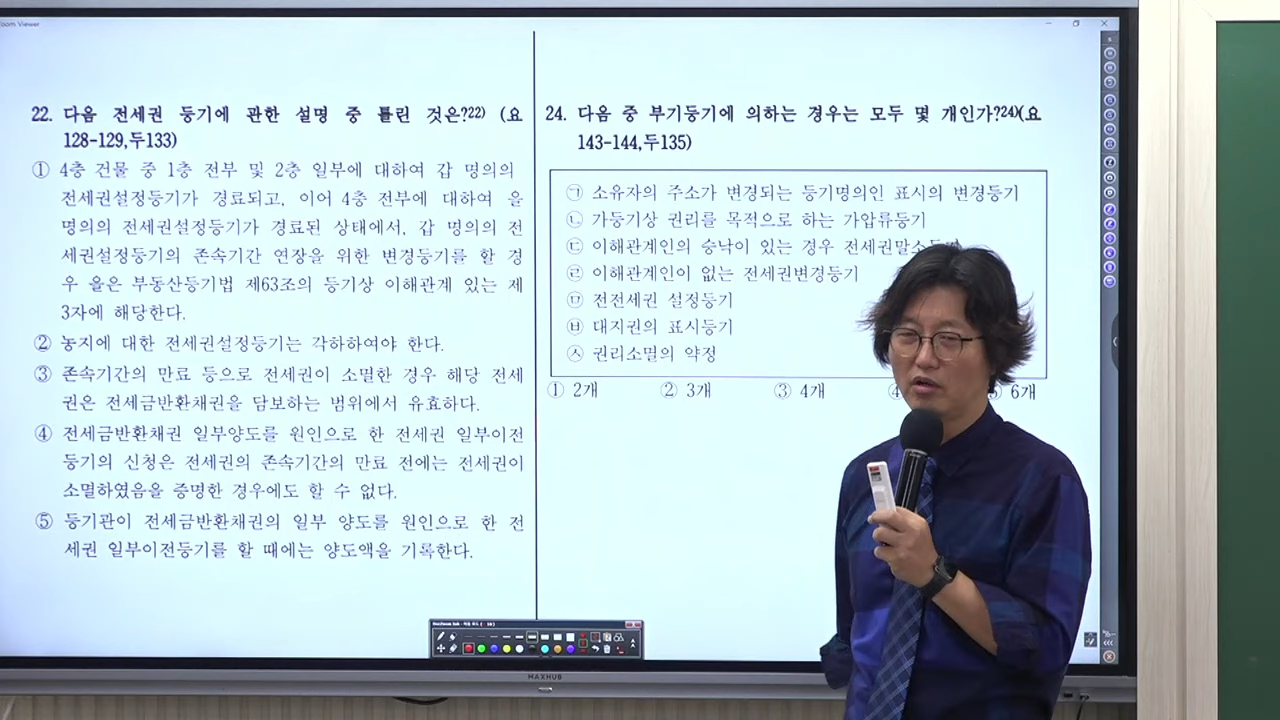 22. 다음 전세권 등기에 관한 설명 중 틀린 것은?22) (요
128-129,두133)
① 4층 건물 중 1층 전부 및 2층 일부에 대하여 갑 명의의
전세권설정등기가 경료되고, 이어 4층 전부에 대하여 을
명의의 전세권설정등기가 경료된 상태에서, 갑 명의의 전
세권설정등기의 존속기간 연장을 위한 변경등기를 할 경
우 을은 부동산등기법 제63조의 등기상 이해관계 있는 제
3자에 해당한다.
② 농지에 대한 전세권설정등기는 각하하여야 한다.
③ 존속기간의 만료 등으로 전세권이 소멸한 경우 해당 전세
권은 전세금반환채권을 담보하는 범위에서 유효하다.
④ 전세금반환채권 일부양도를 원인으로 한 전세권 일부이전
등기의 신청은 전세권의 존속기간의 만료 전에는 전세권이
소멸하였음을 증명한 경우에도 할 수 없다.
⑤ 등기관이 전세금반환채권의 일부 양도를 원인으로 한 전
세권 일부이전등기를 할 때에는 양도액을 기록한다.
24. 다음 중 부기등기에 의하는 경우는 모두 몇 개인가?24)(요
143-144,두135)
㉠ 소유자의 주소가 변경되는 등기명의인 표시의 변경등기
㉡ 가등기상 권리를 목적으로 하는 가압류등기
㉢ 이해관계인의 승낙이 있는 경우 전세권말소
㉣ 이해관계인이 없는 전세권변경등기
㉤ 전전세권 설정등기
㉥ 대지권의 표시등기
㉦ 권리소멸의 약정
① 2개 ② 3개 ③ 4개 ④ 6개
MAXHUB